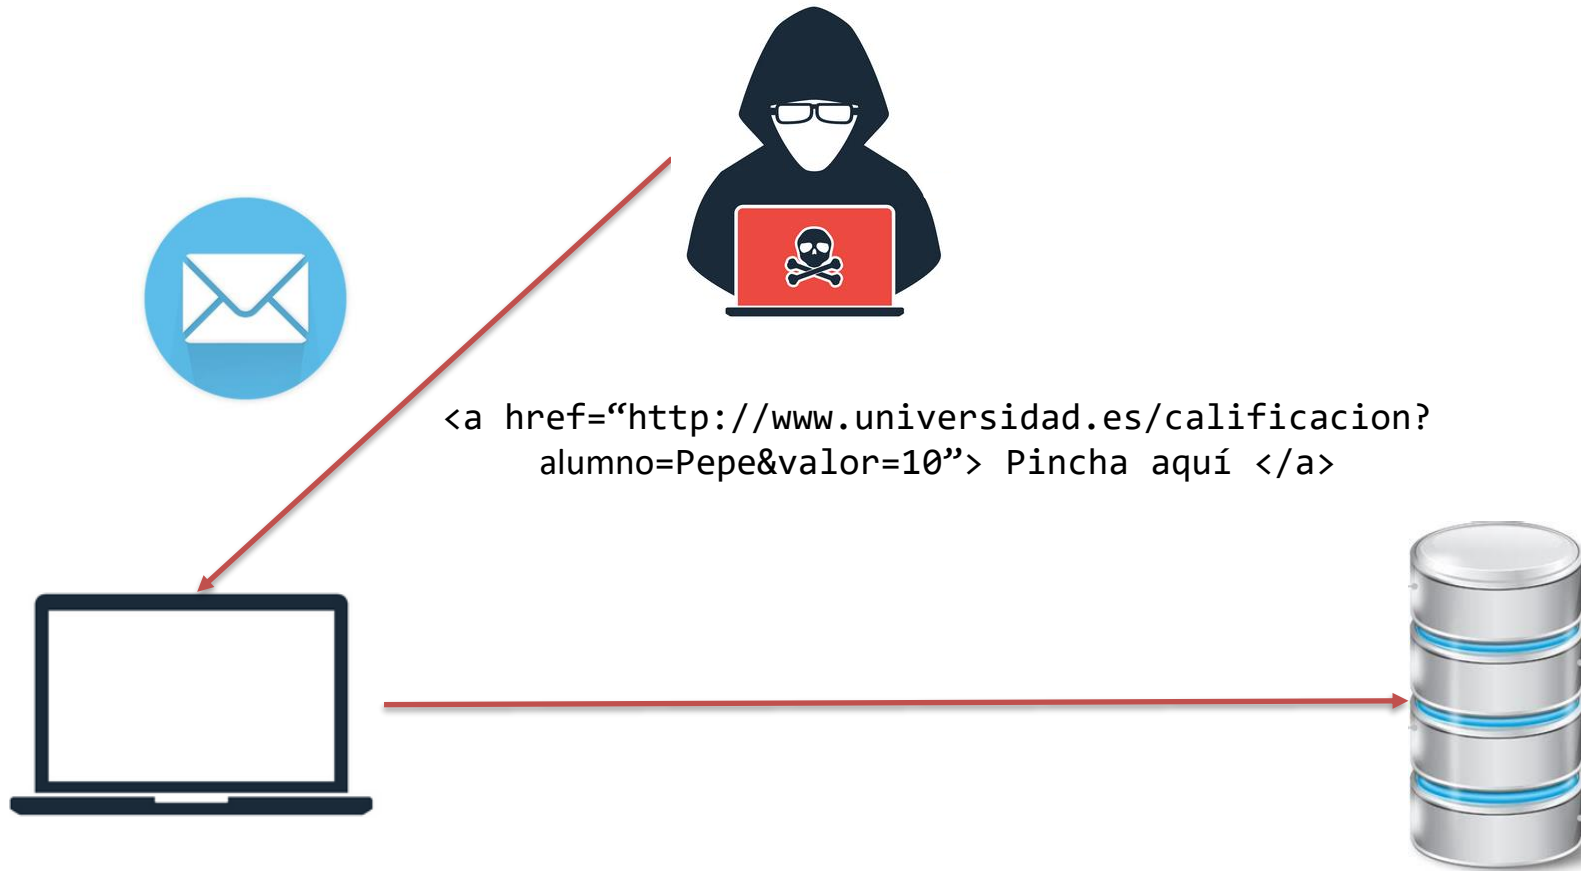 <a href=“http://www.universidad.es/calificacion?
alumno=Pepe&valor=10”> Pincha aquí </a>